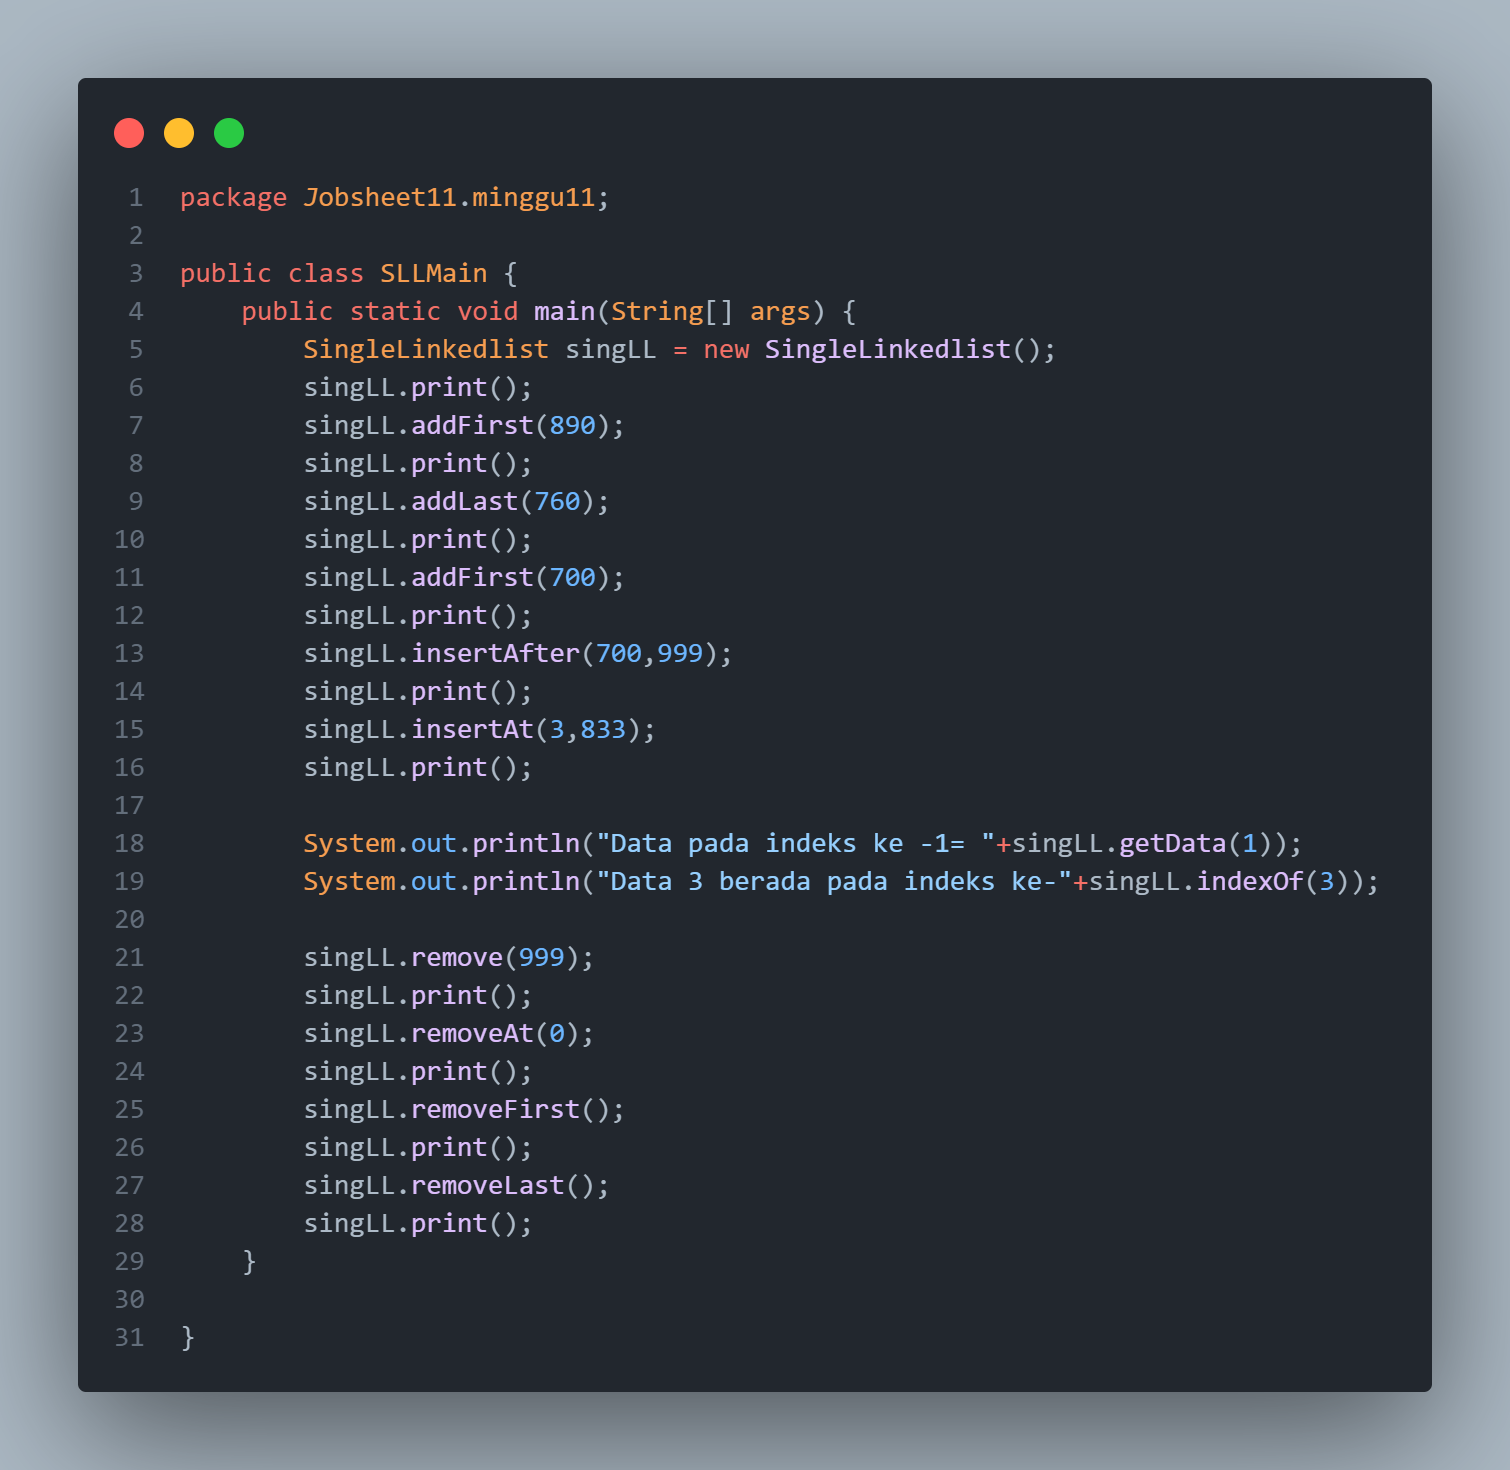 1 package Jobsheet11.minggu11;
2
3 public class SLLMain {
4     public static void main(String[] args) {
5         SingleLinkedlist singLL = new SingleLinkedlist();
6         singLL.print();
7         singLL.addFirst(890);
8         singLL.print();
9         singLL.addLast(760);
10         singLL.print();
11         singLL.addFirst(700);
12         singLL.print();
13         singLL.insertAfter(700,999);
14         singLL.print();
15         singLL.insertAt(3,833);
16         singLL.print();
17
18         System.out.println("Data pada indeks ke -1= "+singLL.getData(1));
19         System.out.println("Data 3 berada pada indeks ke-"+singLL.indexOf(3));
20
21         singLL.remove(999);
22         singLL.print();
23         singLL.removeAt(0);
24         singLL.print();
25         singLL.removeFirst();
26         singLL.print();
27         singLL.removeLast();
28         singLL.print();
29     }
30
31 }